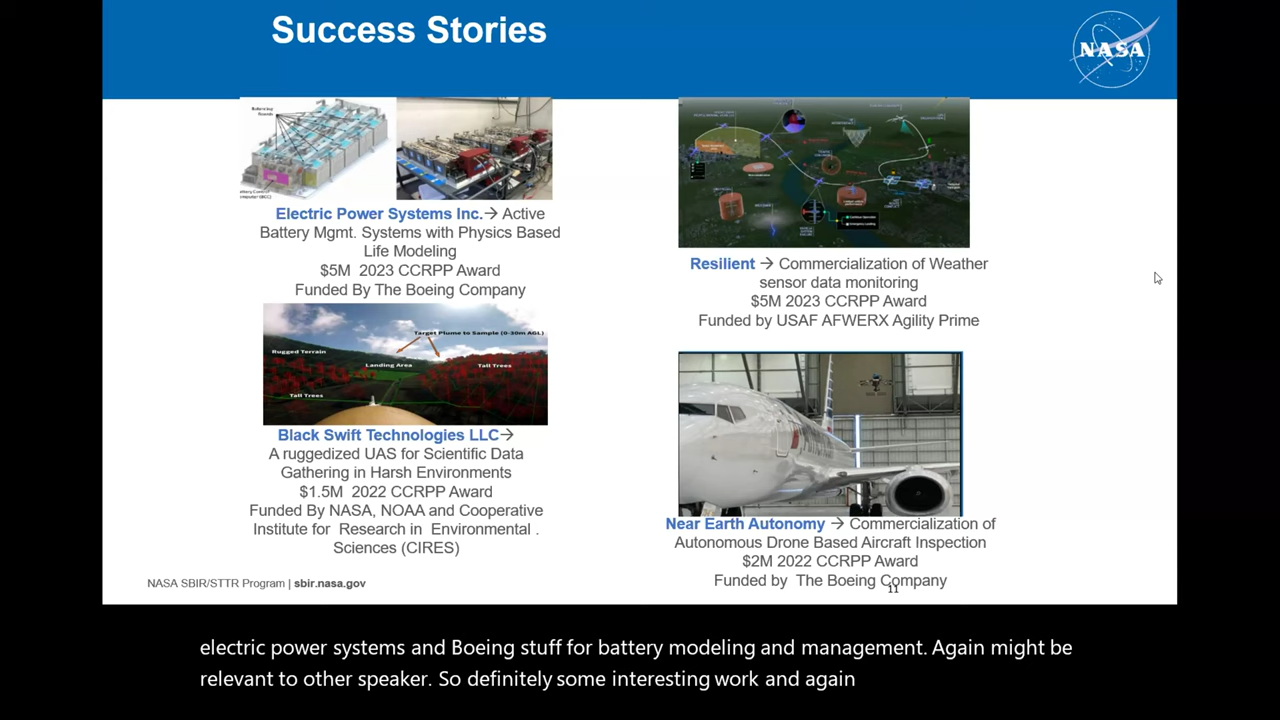 Success Stories
NASA
Electric Power Systems Inc.→ Active
Battery Mgmt. Systems with Physics Based
Life Modeling
$5M 2023 CCRPP Award
Funded By The Boeing Company
Target Plume to Sample (0-30m AGL)
Rugged Terrain
Landing Area
Tall Trees
Tall Trees
Black Swift Technologies LLC→
A ruggedized UAS for Scientific Data
Gathering in Harsh Environments
$1.5M 2022 CCRPP Award
Funded By NASA, NOAA and Cooperative
Institute for Research in Environmental .
Sciences (CIRES)
Resilient → Commercialization of Weather
sensor data monitoring
$5M 2023 CCRPP Award
Funded by USAF AFWERX Agility Prime
Near Earth Autonomy → Commercialization of
Autonomous Drone Based Aircraft Inspection
$2M 2022 CCRPP Award
Funded by The Boeing Company
NASA SBIR/STTR Program | sbir.nasa.gov
11
electric power systems and Boeing stuff for battery modeling and management. Again might be
relevant to other speaker. So definitely some interesting work and again